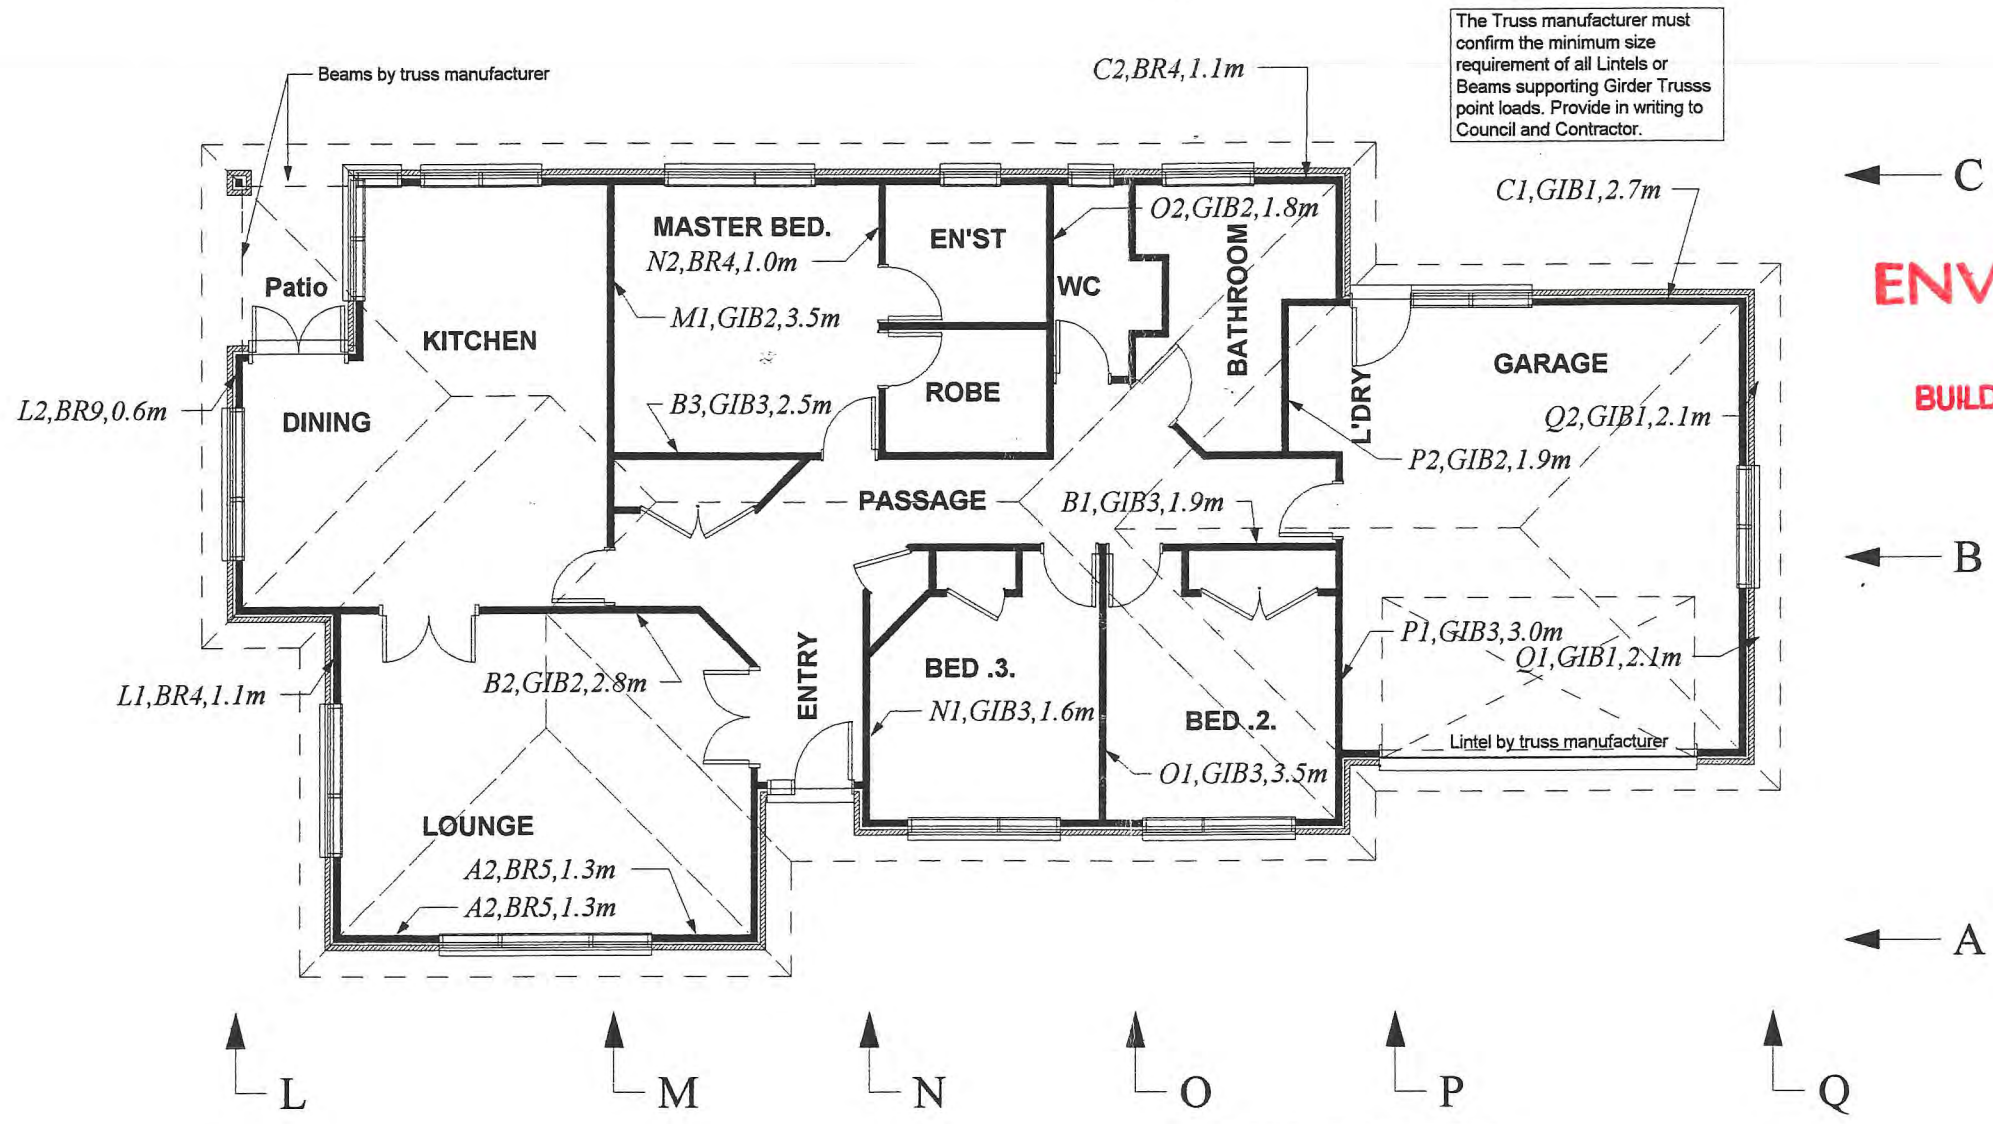 The Truss manufacturer must
confirm the minimum size
requirement of all Lintels or
Beams supporting Girder Trusss
point loads. Provide in writing to
Council and Contractor.
Beams by truss manufacturer
C2,BR4,1.1m
C
C1,GIB1,2.7m
O2,GIB2,1.8m
MASTER BED.
EN'ST
N2,BR4,1.0m
BATHROOM
WC
Patio
ENV
M1,GIB2,3.5m
KITCHEN
GARAGE
ROBE
BUILD
L'DRY
L2,BR9,0.6m
B3,GIB3,2.5m
DINING
Q2,GIB1,2.1m
P2,GIB2,1.9m
PASSAGE
B1,GIB3,1.9m
B
P1,GIB3,3.0m
Q1,GIB1,2.1m
ENTRY
BED .3.
B2,GIB2,2.8m
L1,BR4,1.1m
N1,GIB3,1.6m
BED .2.
Lintel by truss manufacturer
O1,GIB3,3.5m
LOUNGE
A2,BR5,1.3m
A2,BR5,1.3m
A
L
M
N
O
P
Q